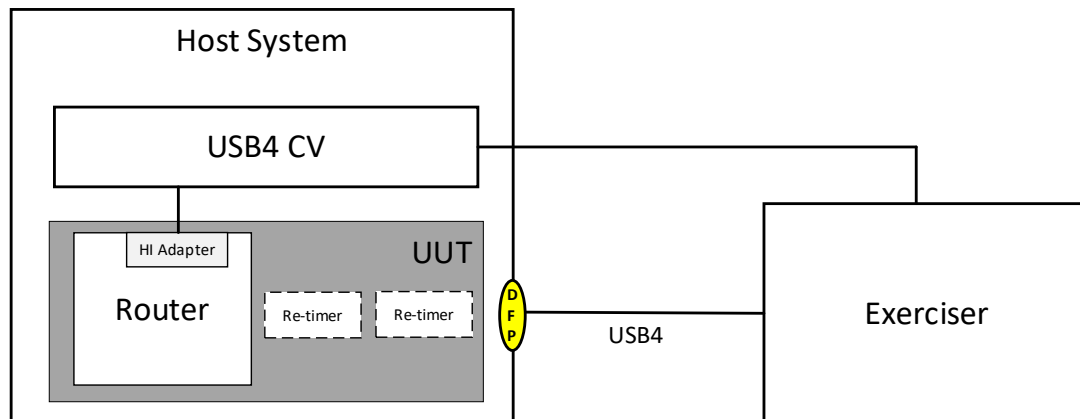 Host System
USB4 CV
HI Adapter
UUT
Router
Re-timer
Re-timer
D
F
P
USB4
Exerciser